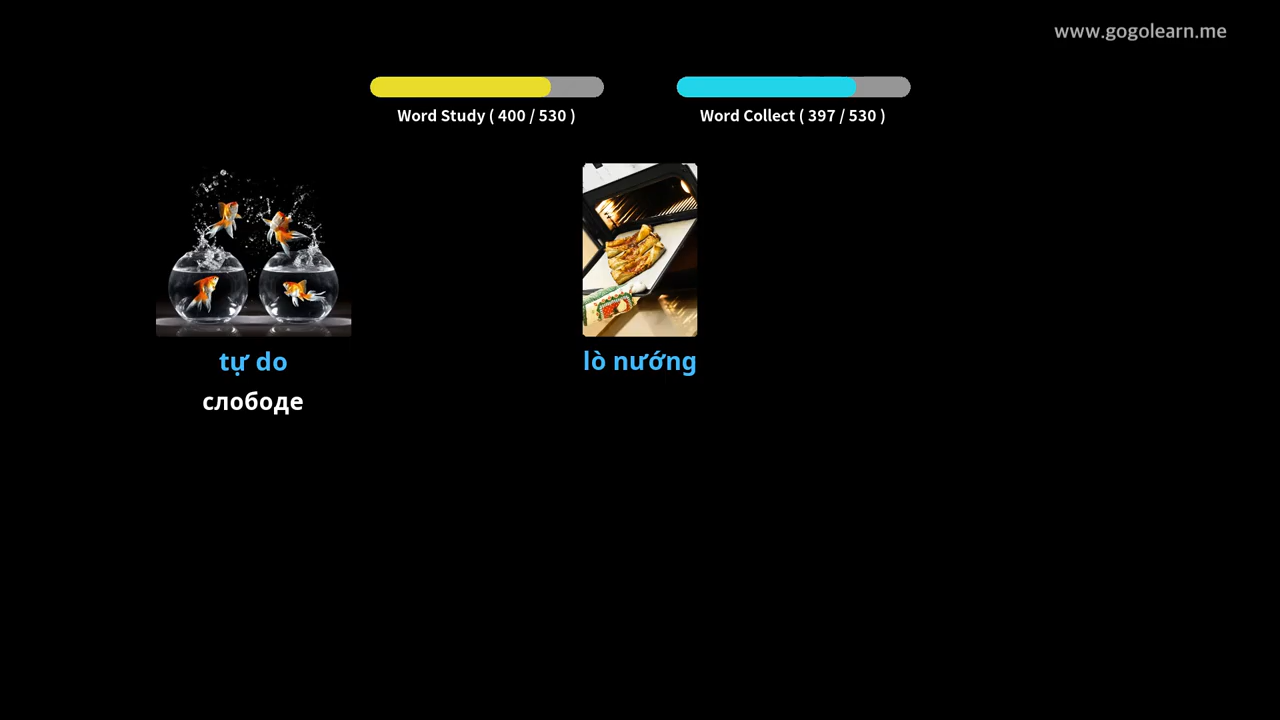 www.gogolearn.me
Word Study ( 400 / 530 )
Word Collect ( 397 / 530 )
tự do
слободе
lò nướng